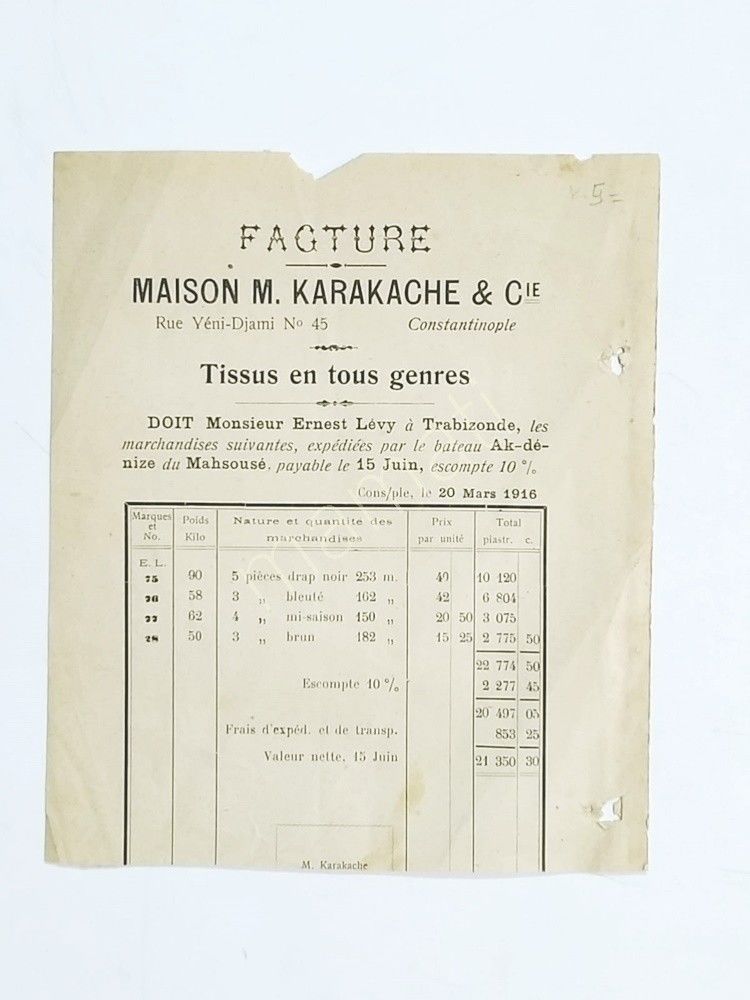 FACTURE
MAISON M. KARAKACHE & CIE
Rue Yéni-Djami No 45 Constantinople
Tissus en tous genres
DOIT Monsieur Ernest Lévy à Trabizonde, les
marchandises suivantes, expédiées par le bateau Ak-dé-
nize du Mahsousé, payable le 15 Juin, escompte 10 %
Cons/ple, le 20 Mars 1916
Marques et No. Poids Kilo Nature et quantite des marchandises Prix par unité Total piastr. c.
E. L.
75 90 5 pièces drap noir 253 m. 40 10 120
76 58 3 „ bleuté 162 „ 42 6 804
77 62 4 „ mi-saison 150 „ 20 50 3 075
78 50 3 „ brun 182 „ 15 25 2 775 50
22 774 50
Escompte 10 % 2 277 45
20 497 05
Frais d'expéd. et de transp. 853 25
Valeur nette, 15 Juin 21 350 30
M. Karakache